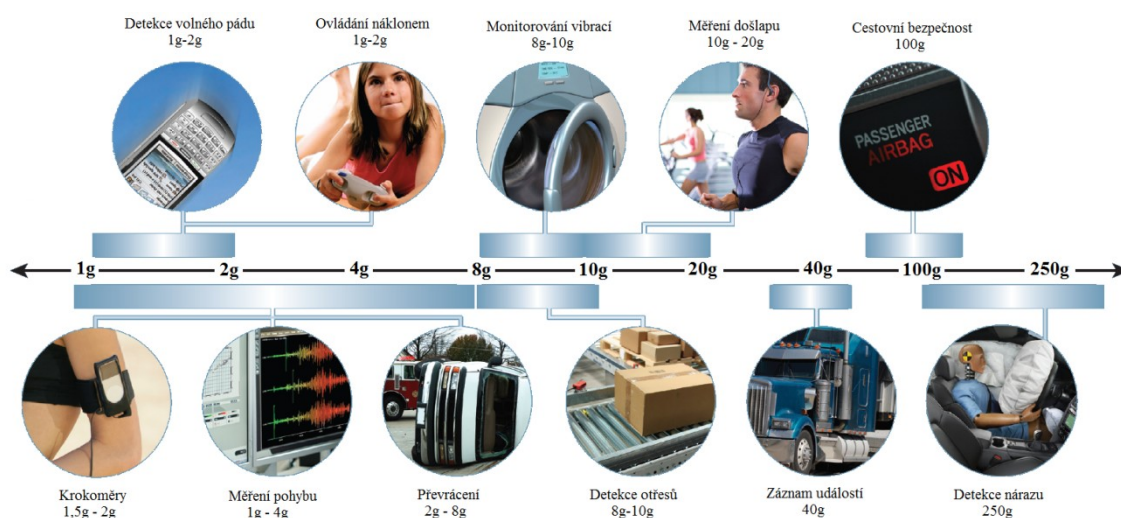 Detekce volného pádu
1g-2g
Ovládání náklonem
1g-2g
Monitorování vibrací
8g-10g
Měření došlapu
10g - 20g
Cestovní bezpečnost
100g
PASSENGER
AIRBAG
ON
1g 2g 4g 8g 10g 20g 40g 100g 250g
Krokoměry
1,5g - 2g
Měření pohybu
1g - 4g
Převrácení
2g - 8g
Detekce otřesů
8g-10g
Záznam událostí
40g
Detekce nárazu
250g